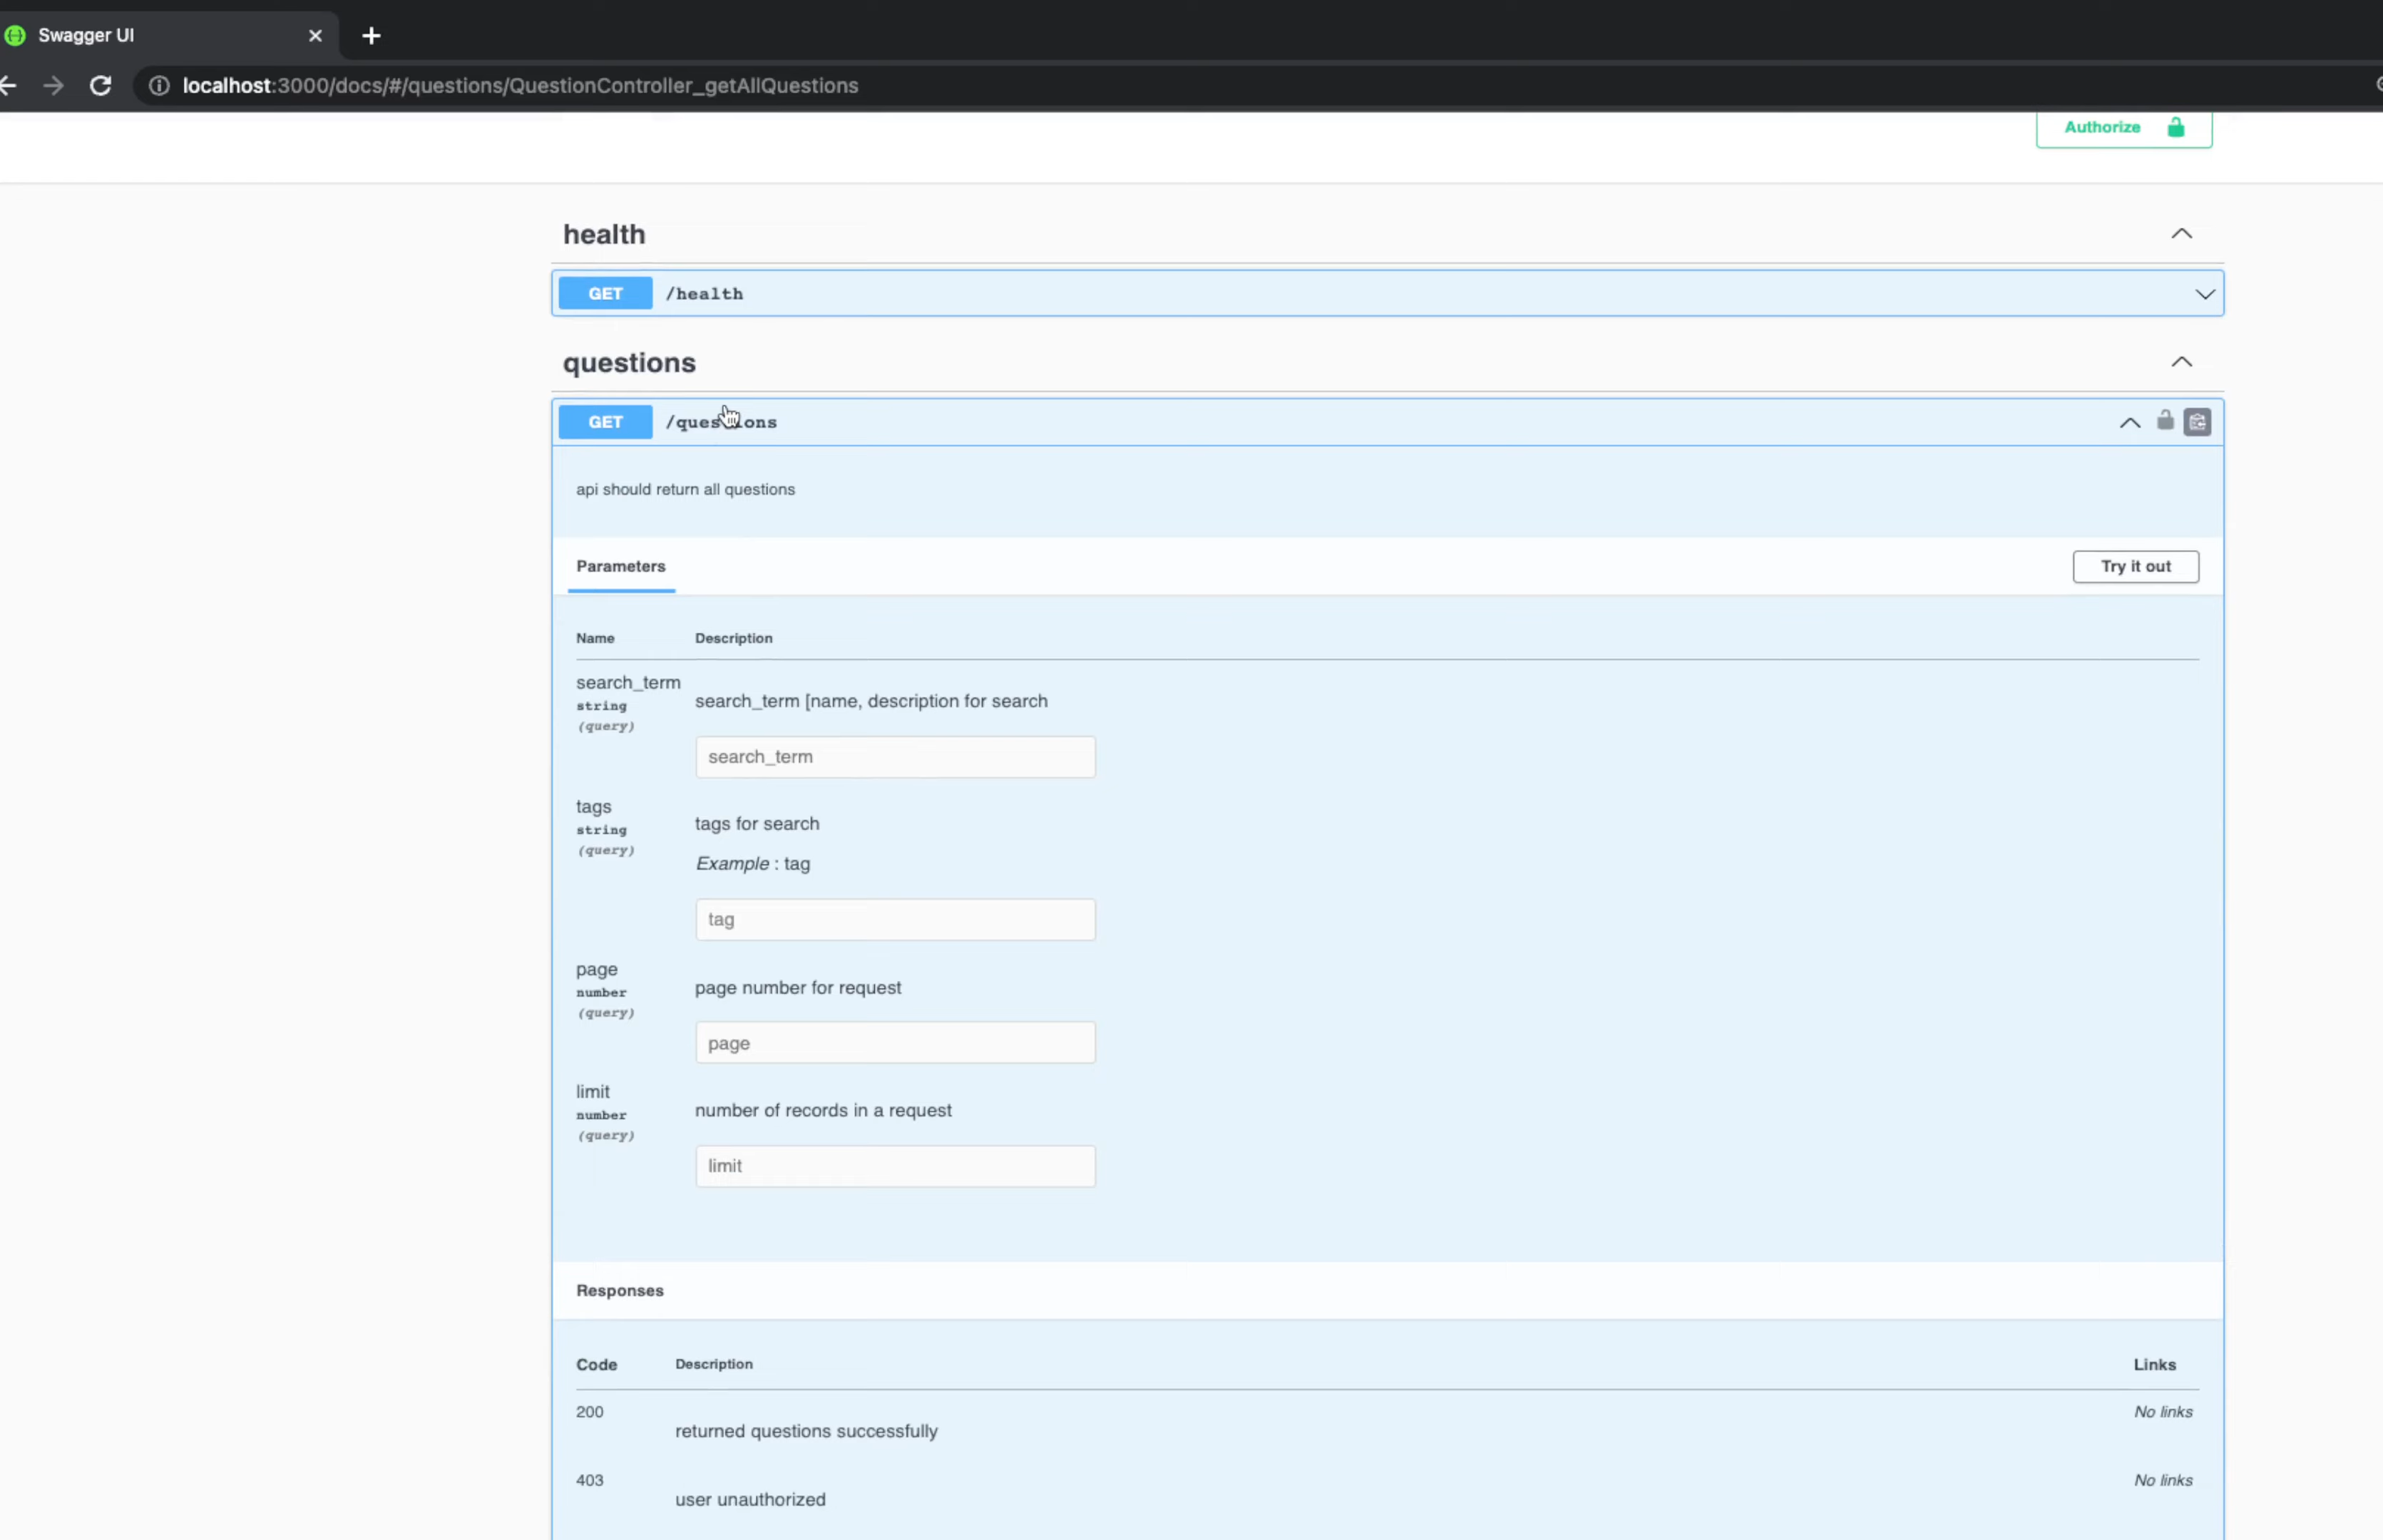 Swagger UI
localhost:3000/docs/#/questions/QuestionController_getAllQuestions
Authorize
health
GET /health
questions
GET /questions
api should return all questions
Parameters
Try it out
Name Description
search_term
string
(query)
search_term [name, description for search
search_term
tags
string
(query)
tags for search
Example : tag
tag
page
number
(query)
page number for request
page
limit
number
(query)
number of records in a request
limit
Responses
Code Description Links
200 returned questions successfully No links
403 user unauthorized No links